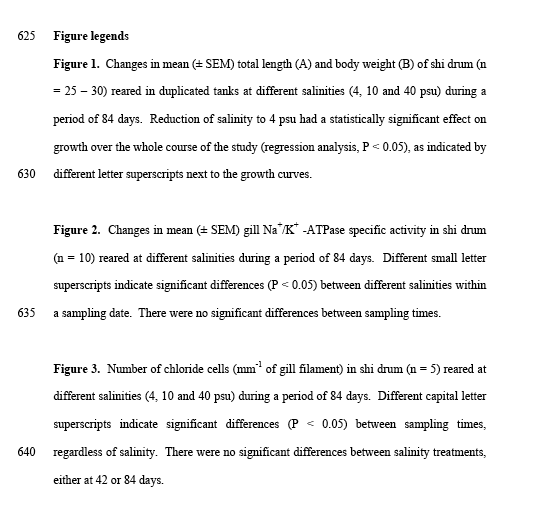 625 Figure legends
Figure 1. Changes in mean (± SEM) total length (A) and body weight (B) of shi drum (n
= 25 – 30) reared in duplicated tanks at different salinities (4, 10 and 40 psu) during a
period of 84 days. Reduction of salinity to 4 psu had a statistically significant effect on
growth over the whole course of the study (regression analysis, P < 0.05), as indicated by
630 different letter superscripts next to the growth curves.
Figure 2. Changes in mean (± SEM) gill Na⁺/K⁺ -ATPase specific activity in shi drum
(n = 10) reared at different salinities during a period of 84 days. Different small letter
superscripts indicate significant differences (P < 0.05) between different salinities within
635 a sampling date. There were no significant differences between sampling times.
Figure 3. Number of chloride cells (mm⁻¹ of gill filament) in shi drum (n = 5) reared at
different salinities (4, 10 and 40 psu) during a period of 84 days. Different capital letter
superscripts indicate significant differences (P < 0.05) between sampling times,
640 regardless of salinity. There were no significant differences between salinity treatments,
either at 42 or 84 days.